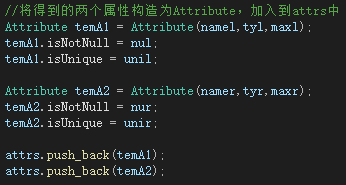 //将得到的两个属性构造为Attribute，加入到attrs中
Attribute temA1 = Attribute(namel,tyl,maxl);
temA1.isNotNull = nul;
temA1.isUnique = unil;

Attribute temA2 = Attribute(namer,tyr,maxr);
temA2.isNotNull = nur;
temA2.isUnique = unir;

attrs.push_back(temA1);
attrs.push_back(temA2);